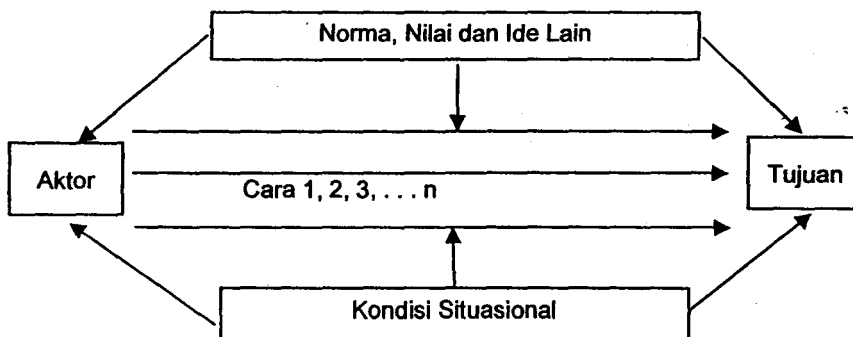 Norma, Nilai dan Ide Lain
Aktor
Cara 1, 2, 3, . . . n
Tujuan
Kondisi Situasional